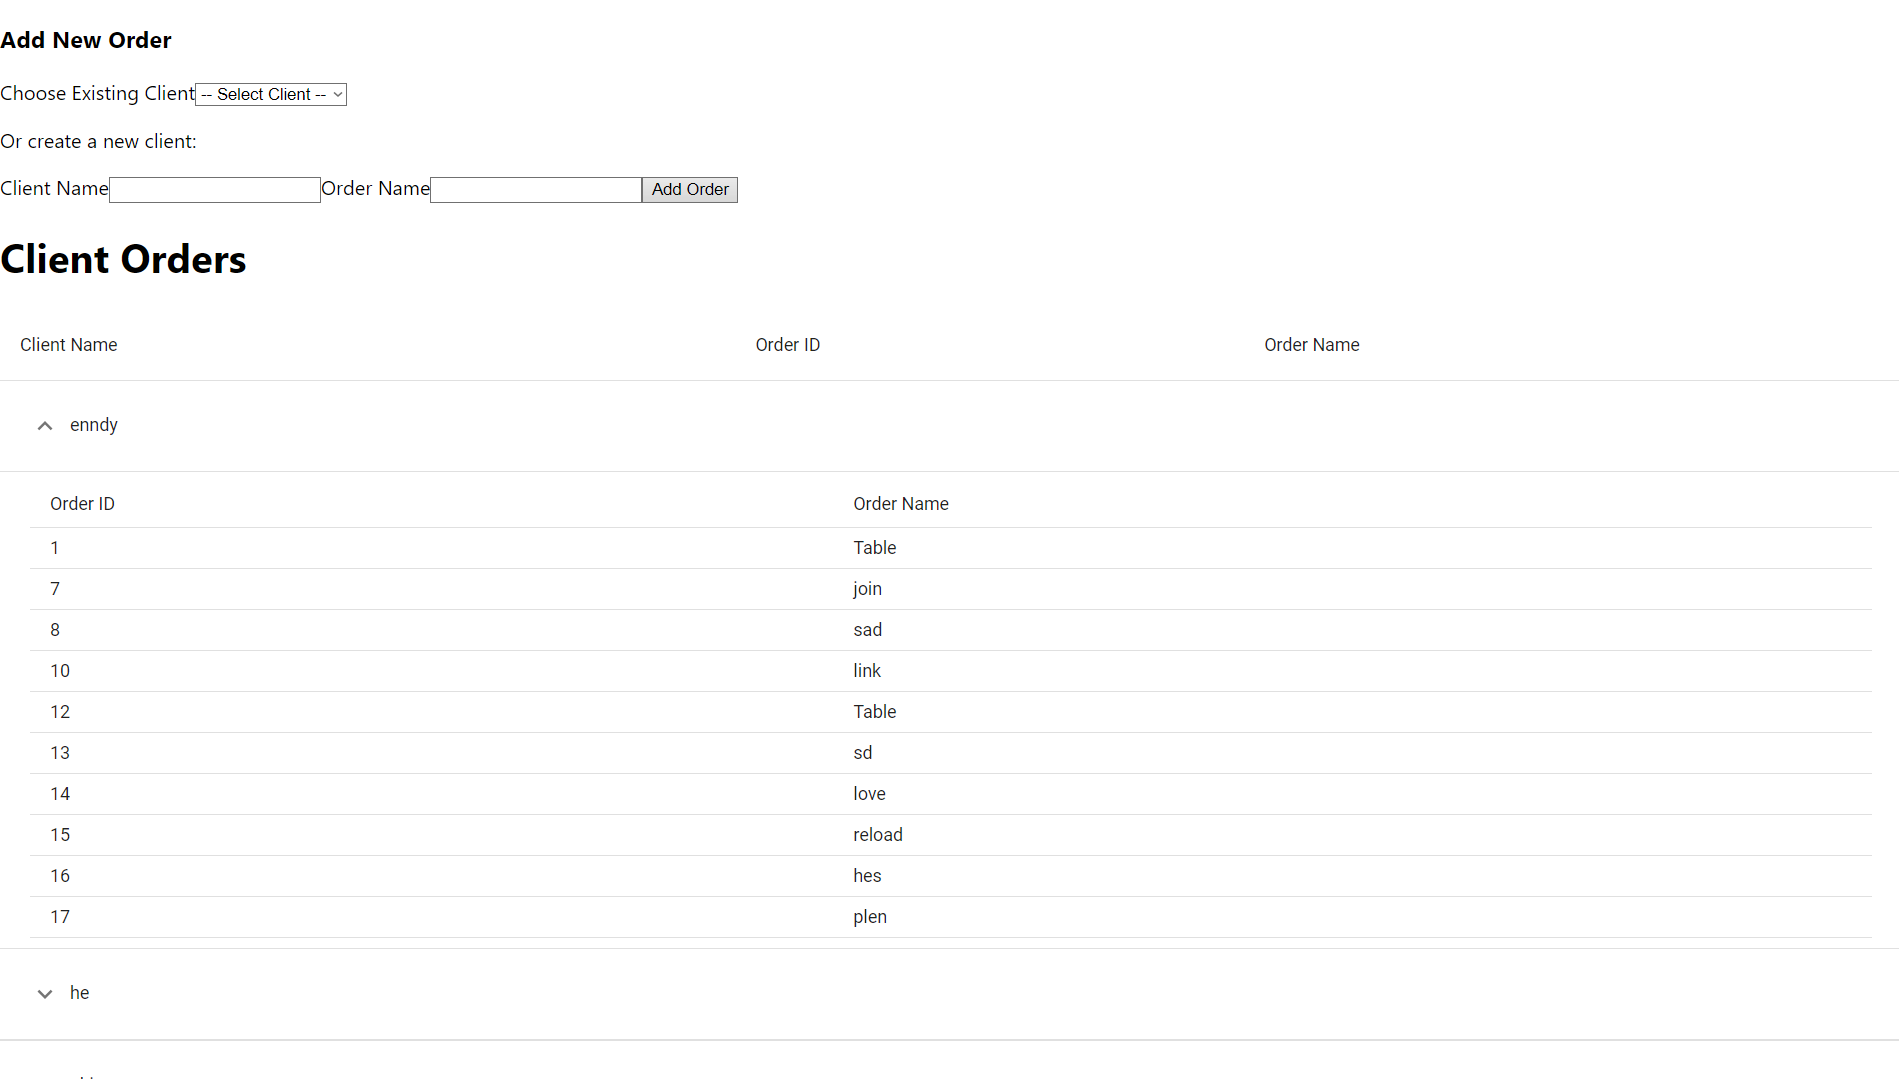 Add New Order
Choose Existing Client -- Select Client --
Or create a new client:
Client Name Order Name Add Order
Client Orders
Client Name Order ID Order Name
enndy
Order ID Order Name
1 Table
7 join
8 sad
10 link
12 Table
13 sd
14 love
15 reload
16 hes
17 plen
he